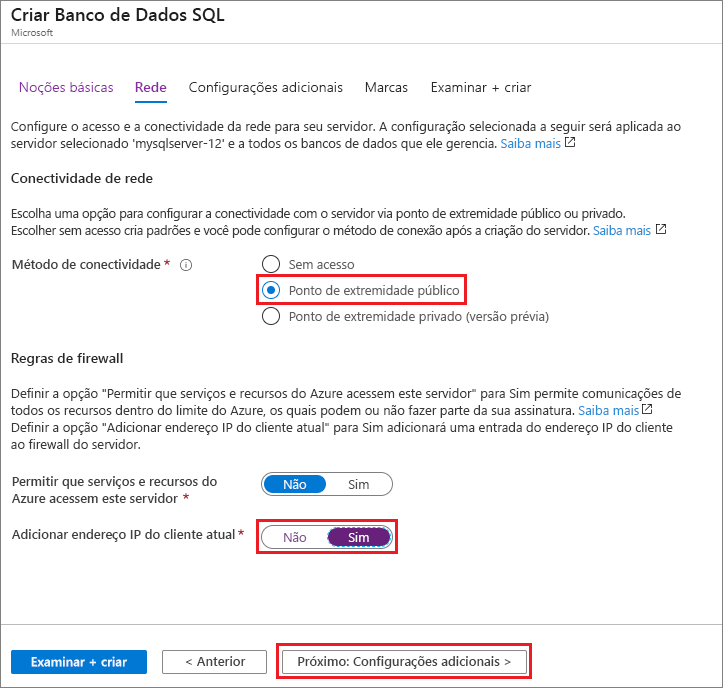 Criar Banco de Dados SQL
Microsoft
Noções básicas Rede Configurações adicionais Marcas Examinar + criar
Configure o acesso e a conectividade da rede para seu servidor. A configuração selecionada a seguir será aplicada ao
servidor selecionado 'mysqlserver-12' e a todos os bancos de dados que ele gerencia. Saiba mais
Conectividade de rede
Escolha uma opção para configurar a conectividade com o servidor via ponto de extremidade público ou privado.
Escolher sem acesso cria padrões e você pode configurar o método de conexão após a criação do servidor. Saiba mais
Método de conectividade *
Sem acesso
Ponto de extremidade público
Ponto de extremidade privado (versão prévia)
Regras de firewall
Definir a opção "Permitir que serviços e recursos do Azure acessem este servidor" para Sim permite comunicações de
todos os recursos dentro do limite do Azure, os quais podem ou não fazer parte da sua assinatura. Saiba mais
Definir a opção "Adicionar endereço IP do cliente atual" para Sim adicionará uma entrada do endereço IP do cliente
ao firewall do servidor.
Permitir que serviços e recursos do
Azure acessem este servidor *
Não Sim
Adicionar endereço IP do cliente atual *
Não Sim
Examinar + criar < Anterior Próximo: Configurações adicionais >